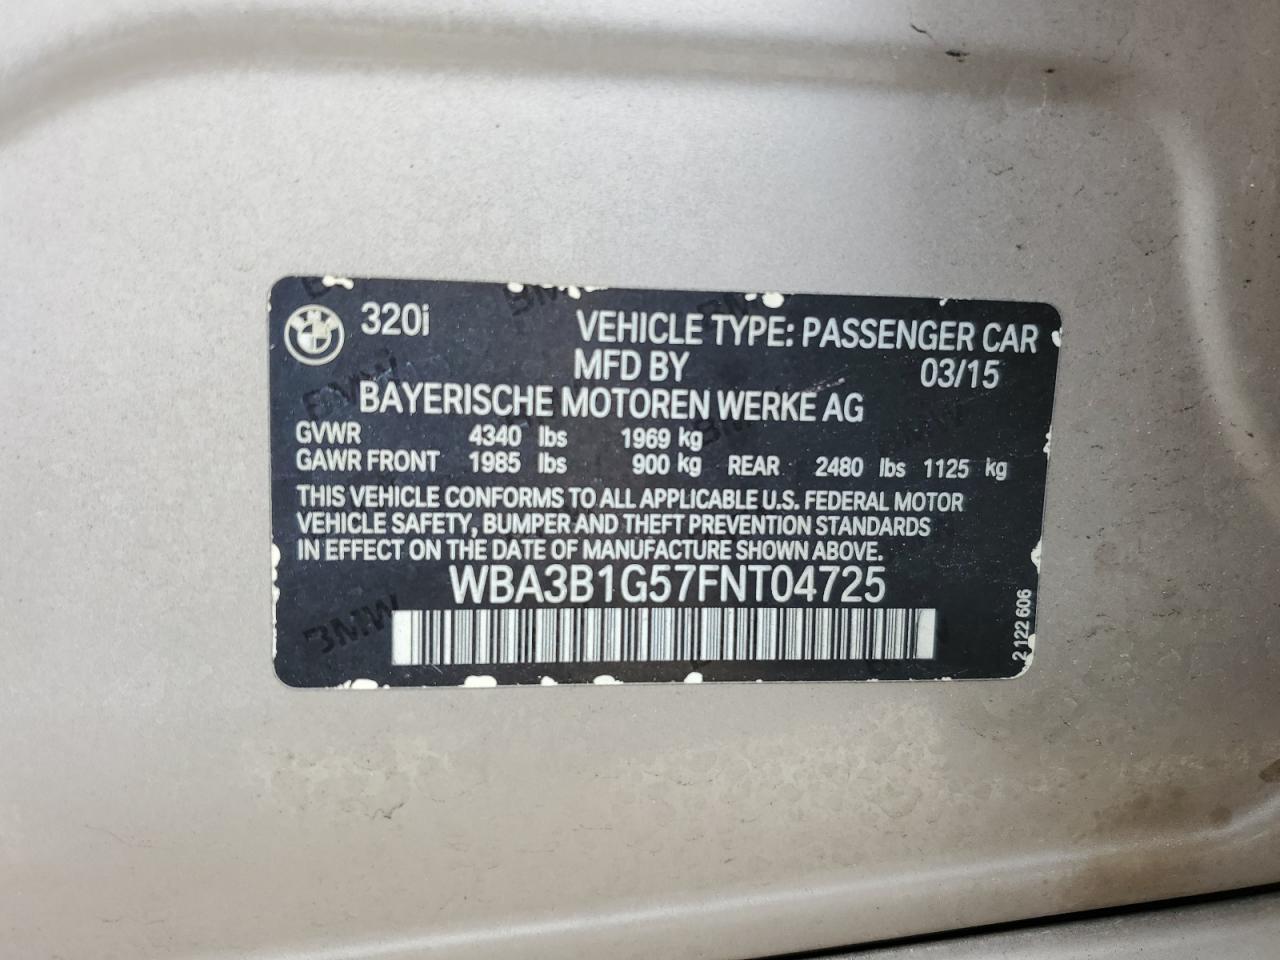 320i
VEHICLE TYPE: PASSENGER CAR
MFD BY 03/15
BAYERISCHE MOTOREN WERKE AG
GVWR 4340 lbs 1969 kg
GAWR FRONT 1985 lbs 900 kg REAR 2480 lbs 1125 kg
THIS VEHICLE CONFORMS TO ALL APPLICABLE U.S. FEDERAL MOTOR
VEHICLE SAFETY, BUMPER AND THEFT PREVENTION STANDARDS
IN EFFECT ON THE DATE OF MANUFACTURE SHOWN ABOVE.
WBA3B1G57FNT04725
2 122 606
BMW
BMW
BMW